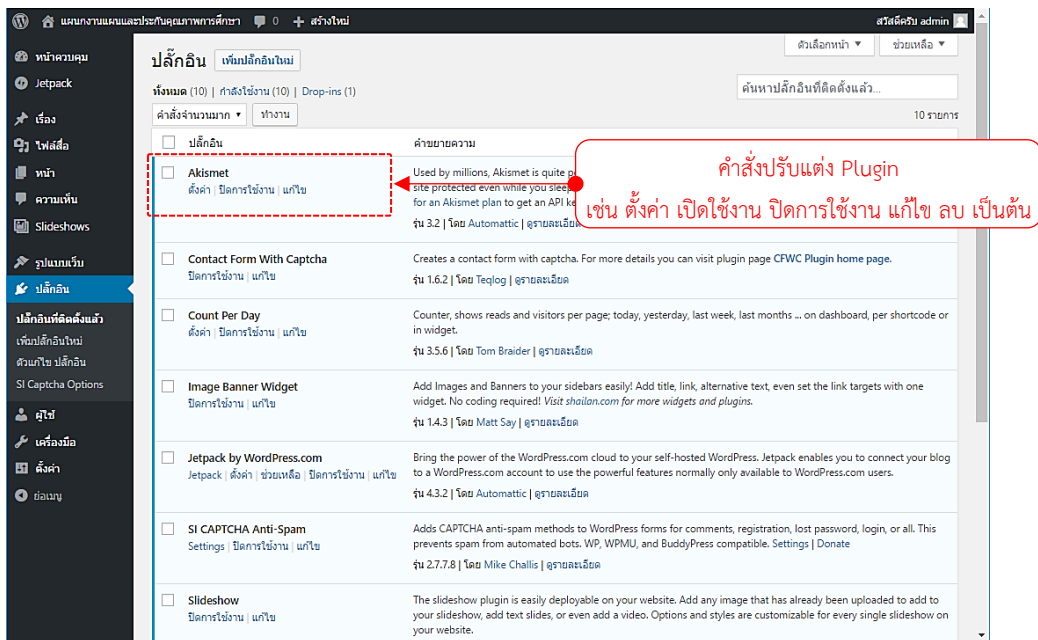 แผนกงานแผนและประกันคุณภาพการศึกษา 0 + สร้างใหม่ สวัสดีครับ admin
หน้าควบคุม
Jetpack
เรื่อง
ไฟล์สื่อ
หน้า
ความเห็น
Slideshows
รูปแบบเว็บ
ปลั๊กอิน
ปลั๊กอินที่ติดตั้งแล้ว
เพิ่มปลั๊กอินใหม่
ตัวแก้ไข ปลั๊กอิน
SI Captcha Options
ผู้ใช้
เครื่องมือ
ตั้งค่า
ย่อเมนู
ตัวเลือกหน้า ▼ ช่วยเหลือ ▼
ปลั๊กอิน เพิ่มปลั๊กอินใหม่
ทั้งหมด (10) | กำลังใช้งาน (10) | Drop-ins (1)
ค้นหาปลั๊กอินที่ติดตั้งแล้ว...
คำสั่งจำนวนมาก ▼ ทำงาน 10 รายการ
ปลั๊กอิน คำขยายความ
Akismet
ตั้งค่า | ปิดการใช้งาน | แก้ไข
Used by millions, Akismet is quite p
site protected even while you sleep
for an Akismet plan to get an API ke
รุ่น 3.2 | โดย Automattic | ดูรายละเอียด
คำสั่งปรับแต่ง Plugin
เช่น ตั้งค่า เปิดใช้งาน ปิดการใช้งาน แก้ไข ลบ เป็นต้น
Contact Form With Captcha
ปิดการใช้งาน | แก้ไข
Creates a contact form with captcha. For more details you can visit plugin page CFWC Plugin home page.
รุ่น 1.6.2 | โดย Teqlog | ดูรายละเอียด
Count Per Day
ตั้งค่า | ปิดการใช้งาน | แก้ไข
Counter, shows reads and visitors per page; today, yesterday, last week, last months ... on dashboard, per shortcode or
in widget.
รุ่น 3.5.6 | โดย Tom Braider | ดูรายละเอียด
Image Banner Widget
ปิดการใช้งาน | แก้ไข
Add Images and Banners to your sidebars easily! Add title, link, alternative text, even set the link targets with one
widget. No coding required! Visit shailan.com for more widgets and plugins.
รุ่น 1.4.3 | โดย Matt Say | ดูรายละเอียด
Jetpack by WordPress.com
Jetpack | ตั้งค่า | ช่วยเหลือ | ปิดการใช้งาน | แก้ไข
Bring the power of the WordPress.com cloud to your self-hosted WordPress. Jetpack enables you to connect your blog
to a WordPress.com account to use the powerful features normally only available to WordPress.com users.
รุ่น 4.3.2 | โดย Automattic | ดูรายละเอียด
SI CAPTCHA Anti-Spam
Settings | ปิดการใช้งาน | แก้ไข
Adds CAPTCHA anti-spam methods to WordPress forms for comments, registration, lost password, login, or all. This
prevents spam from automated bots. WP, WPMU, and BuddyPress compatible. Settings | Donate
รุ่น 2.7.7.8 | โดย Mike Challis | ดูรายละเอียด
Slideshow
ปิดการใช้งาน | แก้ไข
The slideshow plugin is easily deployable on your website. Add any image that has already been uploaded to add to
your slideshow, add text slides, or even add a video. Options and styles are customizable for every single slideshow on
your website.